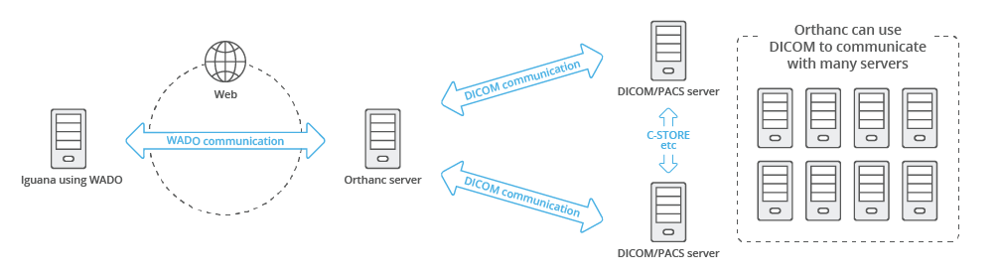 Web
WADO communication
Iguana using WADO
Orthanc server
DICOM communication
DICOM communication
DICOM/PACS server
C-STORE
etc
DICOM/PACS server
Orthanc can use
DICOM to communicate
with many servers